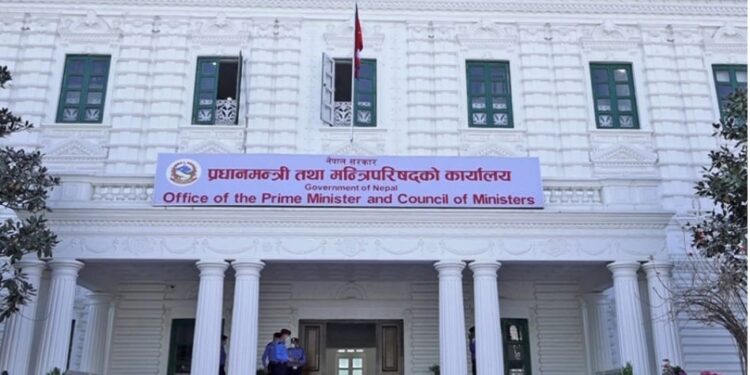 नेपाल सरकार
प्रधानमन्त्री तथा मन्त्रिपरिषद्को कार्यालय
Government of Nepal
Office of the Prime Minister and Council of Ministers